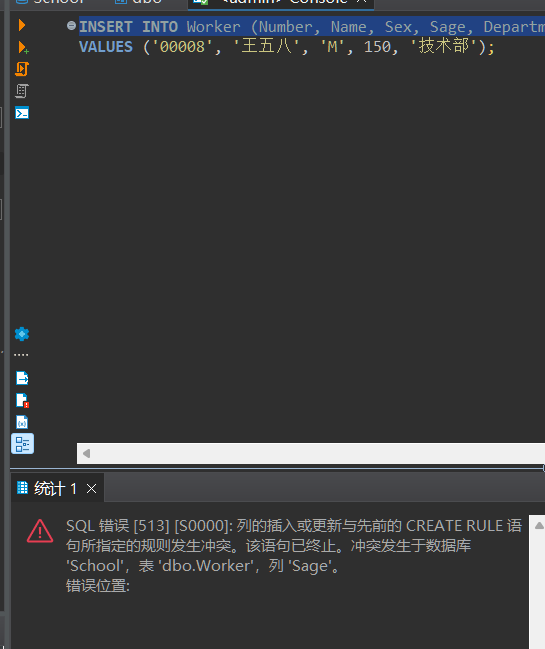 School
dbo
<admin> Console
INSERT INTO Worker (Number, Name, Sex, Sage, Departm
VALUES ('00008', '王五八', 'M', 150, '技术部');
统计 1
SQL 错误 [513] [S0000]: 列的插入或更新与先前的 CREATE RULE 语
句所指定的规则发生冲突。该语句已终止。冲突发生于数据库
'School'，表 'dbo.Worker'，列 'Sage'。
错误位置: